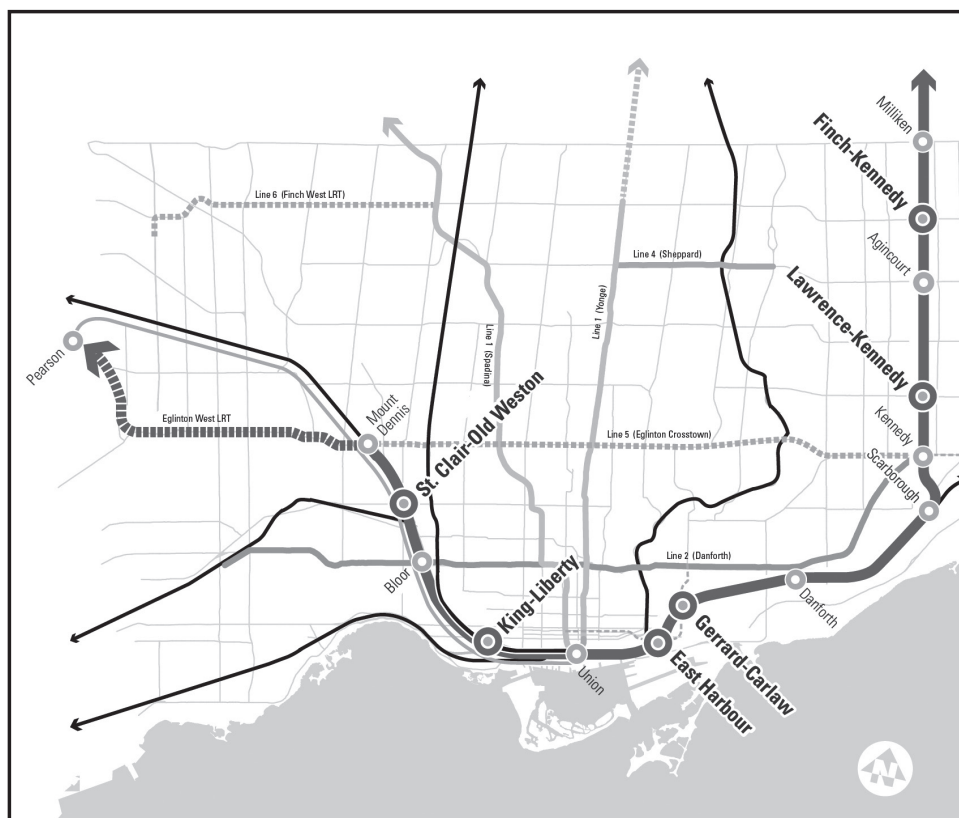 Milliken
Finch-Kennedy
Line 6 (Finch West LRT)
Agincourt
Line 4 (Sheppard)
Lawrence-Kennedy
Line 1 (Yonge)
Line 1 (Spadina)
Pearson
Mount
Dennis
Eglinton West LRT
Line 5 (Eglinton Crosstown)
Kennedy
St. Clair-Old Weston
Scarborough
Line 2 (Danforth)
Bloor
King-Liberty
Danforth
Gerrard-Carlaw
Union
East Harbour
N